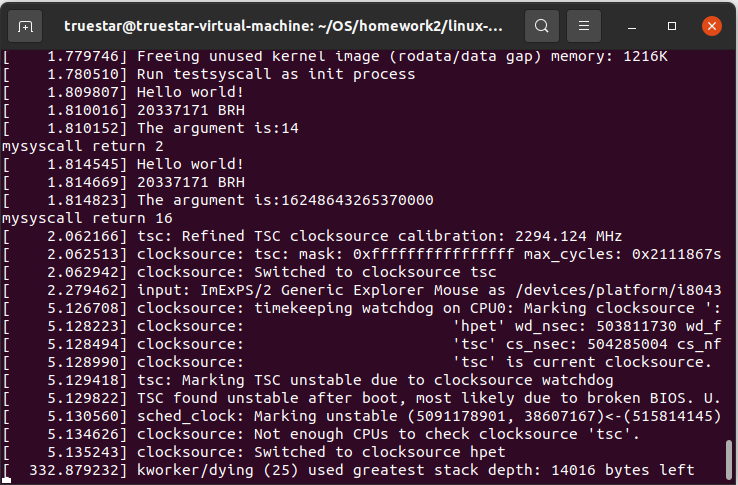 truestar@truestar-virtual-machine: ~/OS/homework2/linux-...
[    1.779746] Freeing unused kernel image (rodata/data gap) memory: 1216K
[    1.780510] Run testsyscall as init process
[    1.809807] Hello world!
[    1.810016] 20337171 BRH
[    1.810152] The argument is:14
mysyscall return 2
[    1.814545] Hello world!
[    1.814669] 20337171 BRH
[    1.814823] The argument is:16248643265370000
mysyscall return 16
[    2.062166] tsc: Refined TSC clocksource calibration: 2294.124 MHz
[    2.062513] clocksource: tsc: mask: 0xffffffffffffffff max_cycles: 0x2111867s
[    2.062942] clocksource: Switched to clocksource tsc
[    2.279462] input: ImExPS/2 Generic Explorer Mouse as /devices/platform/i8043
[    5.126708] clocksource: timekeeping watchdog on CPU0: Marking clocksource ':
[    5.128223] clocksource:                       'hpet' wd_nsec: 503811730 wd_f
[    5.128494] clocksource:                       'tsc' cs_nsec: 504285004 cs_nf
[    5.128990] clocksource:                       'tsc' is current clocksource.
[    5.129418] tsc: Marking TSC unstable due to clocksource watchdog
[    5.129822] TSC found unstable after boot, most likely due to broken BIOS. U.
[    5.130560] sched_clock: Marking unstable (5091178901, 38607167)<-(515814145)
[    5.134626] clocksource: Not enough CPUs to check clocksource 'tsc'.
[    5.135243] clocksource: Switched to clocksource hpet
[  332.879232] kworker/dying (25) used greatest stack depth: 14016 bytes left